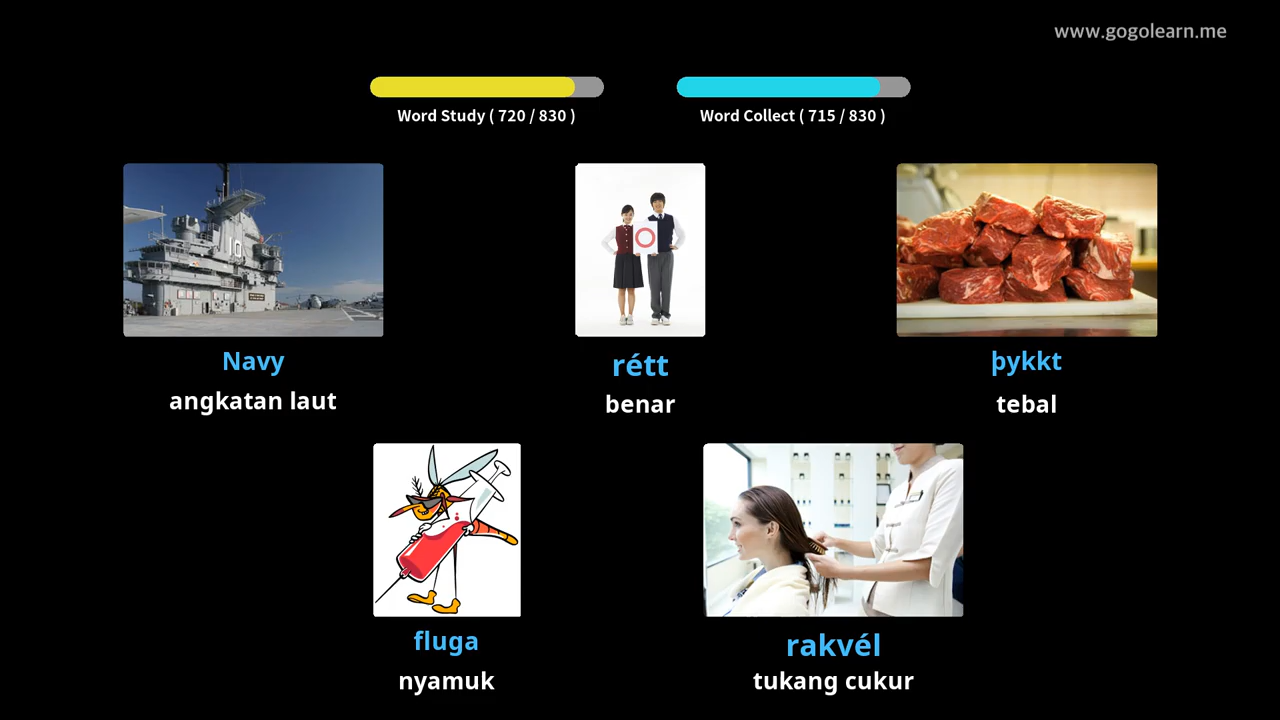 www.gogolearn.me
Word Study ( 720 / 830 )
Word Collect ( 715 / 830 )
Navy
angkatan laut
rétt
benar
þykkt
tebal
fluga
nyamuk
rakvél
tukang cukur